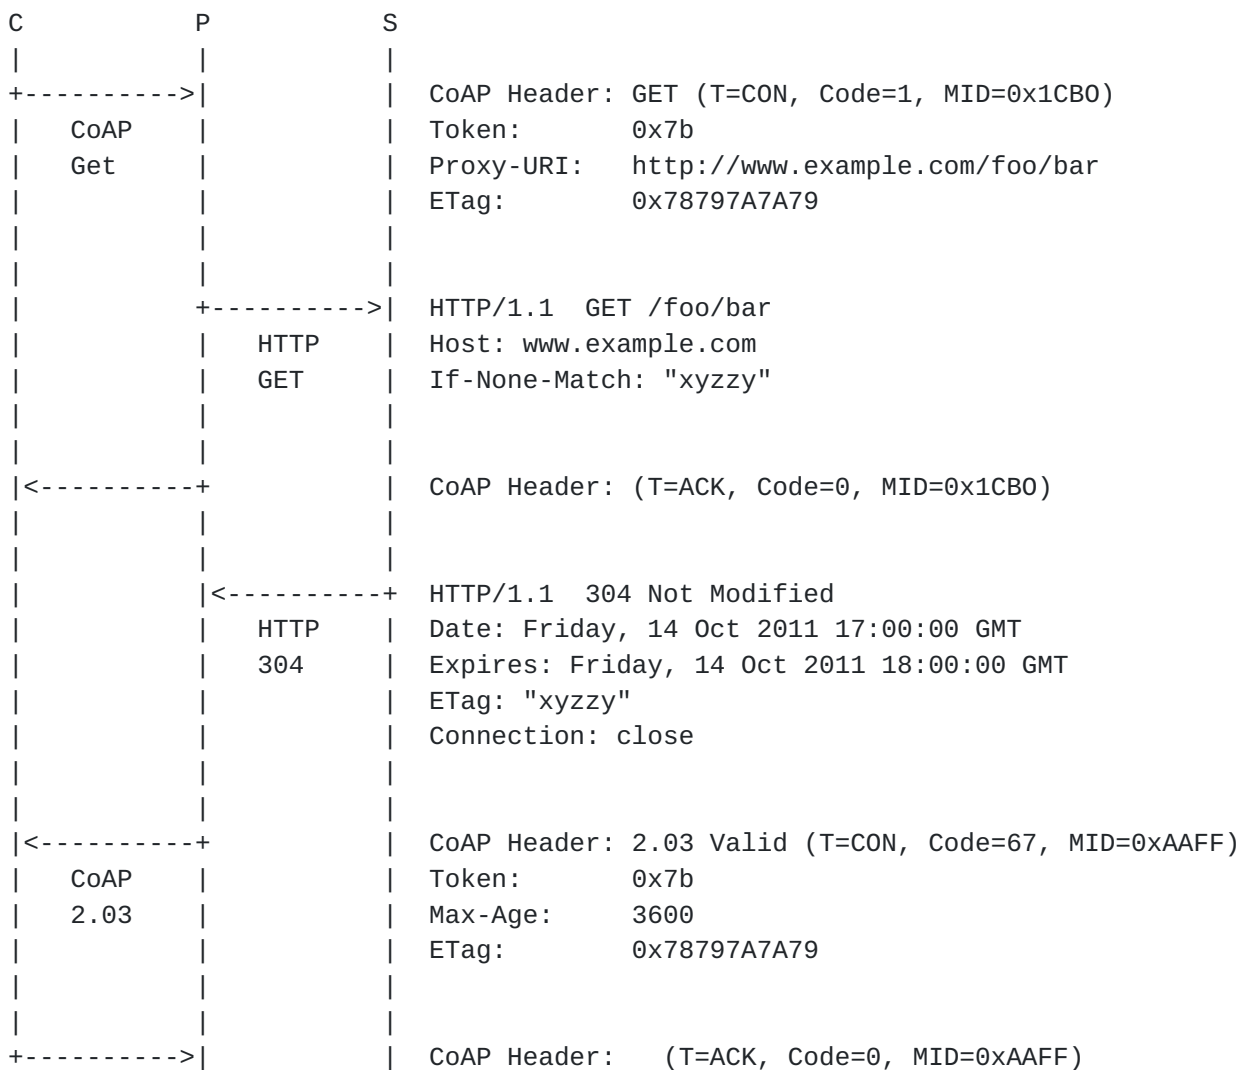 C           P           S
|           |           |
+---------->|           |  CoAP Header: GET (T=CON, Code=1, MID=0x1CBO)
|   CoAP    |           |  Token:       0x7b
|   Get     |           |  Proxy-URI:   http://www.example.com/foo/bar
|           |           |  ETag:        0x78797A7A79
|           |           |
|           |           |
|           +---------->|  HTTP/1.1  GET /foo/bar
|           |   HTTP    |  Host: www.example.com
|           |   GET     |  If-None-Match: "xyzzy"
|           |           |
|           |           |
|<----------+           |  CoAP Header: (T=ACK, Code=0, MID=0x1CBO)
|           |           |
|           |           |
|           |<----------+  HTTP/1.1  304 Not Modified
|           |   HTTP    |  Date: Friday, 14 Oct 2011 17:00:00 GMT
|           |   304     |  Expires: Friday, 14 Oct 2011 18:00:00 GMT
|           |           |  ETag: "xyzzy"
|           |           |  Connection: close
|           |           |
|           |           |
|<----------+           |  CoAP Header: 2.03 Valid (T=CON, Code=67, MID=0xAAFF)
|   CoAP    |           |  Token:       0x7b
|   2.03    |           |  Max-Age:     3600
|           |           |  ETag:        0x78797A7A79
|           |           |
|           |           |
+---------->|           |  CoAP Header:   (T=ACK, Code=0, MID=0xAAFF)